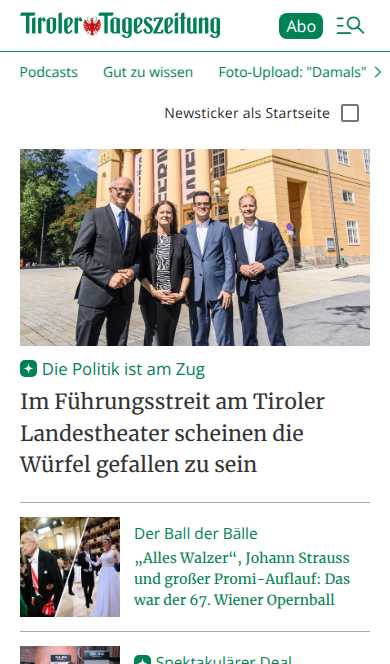 Tiroler Tageszeitung
Abo
Podcasts Gut zu wissen Foto-Upload: "Damals"
Newsticker als Startseite
Die Politik ist am Zug
Im Führungsstreit am Tiroler
Landestheater scheinen die
Würfel gefallen zu sein
Der Ball der Bälle
„Alles Walzer“, Johann Strauss
und großer Promi-Auflauf: Das
war der 67. Wiener Opernball
Spektakulärer Deal